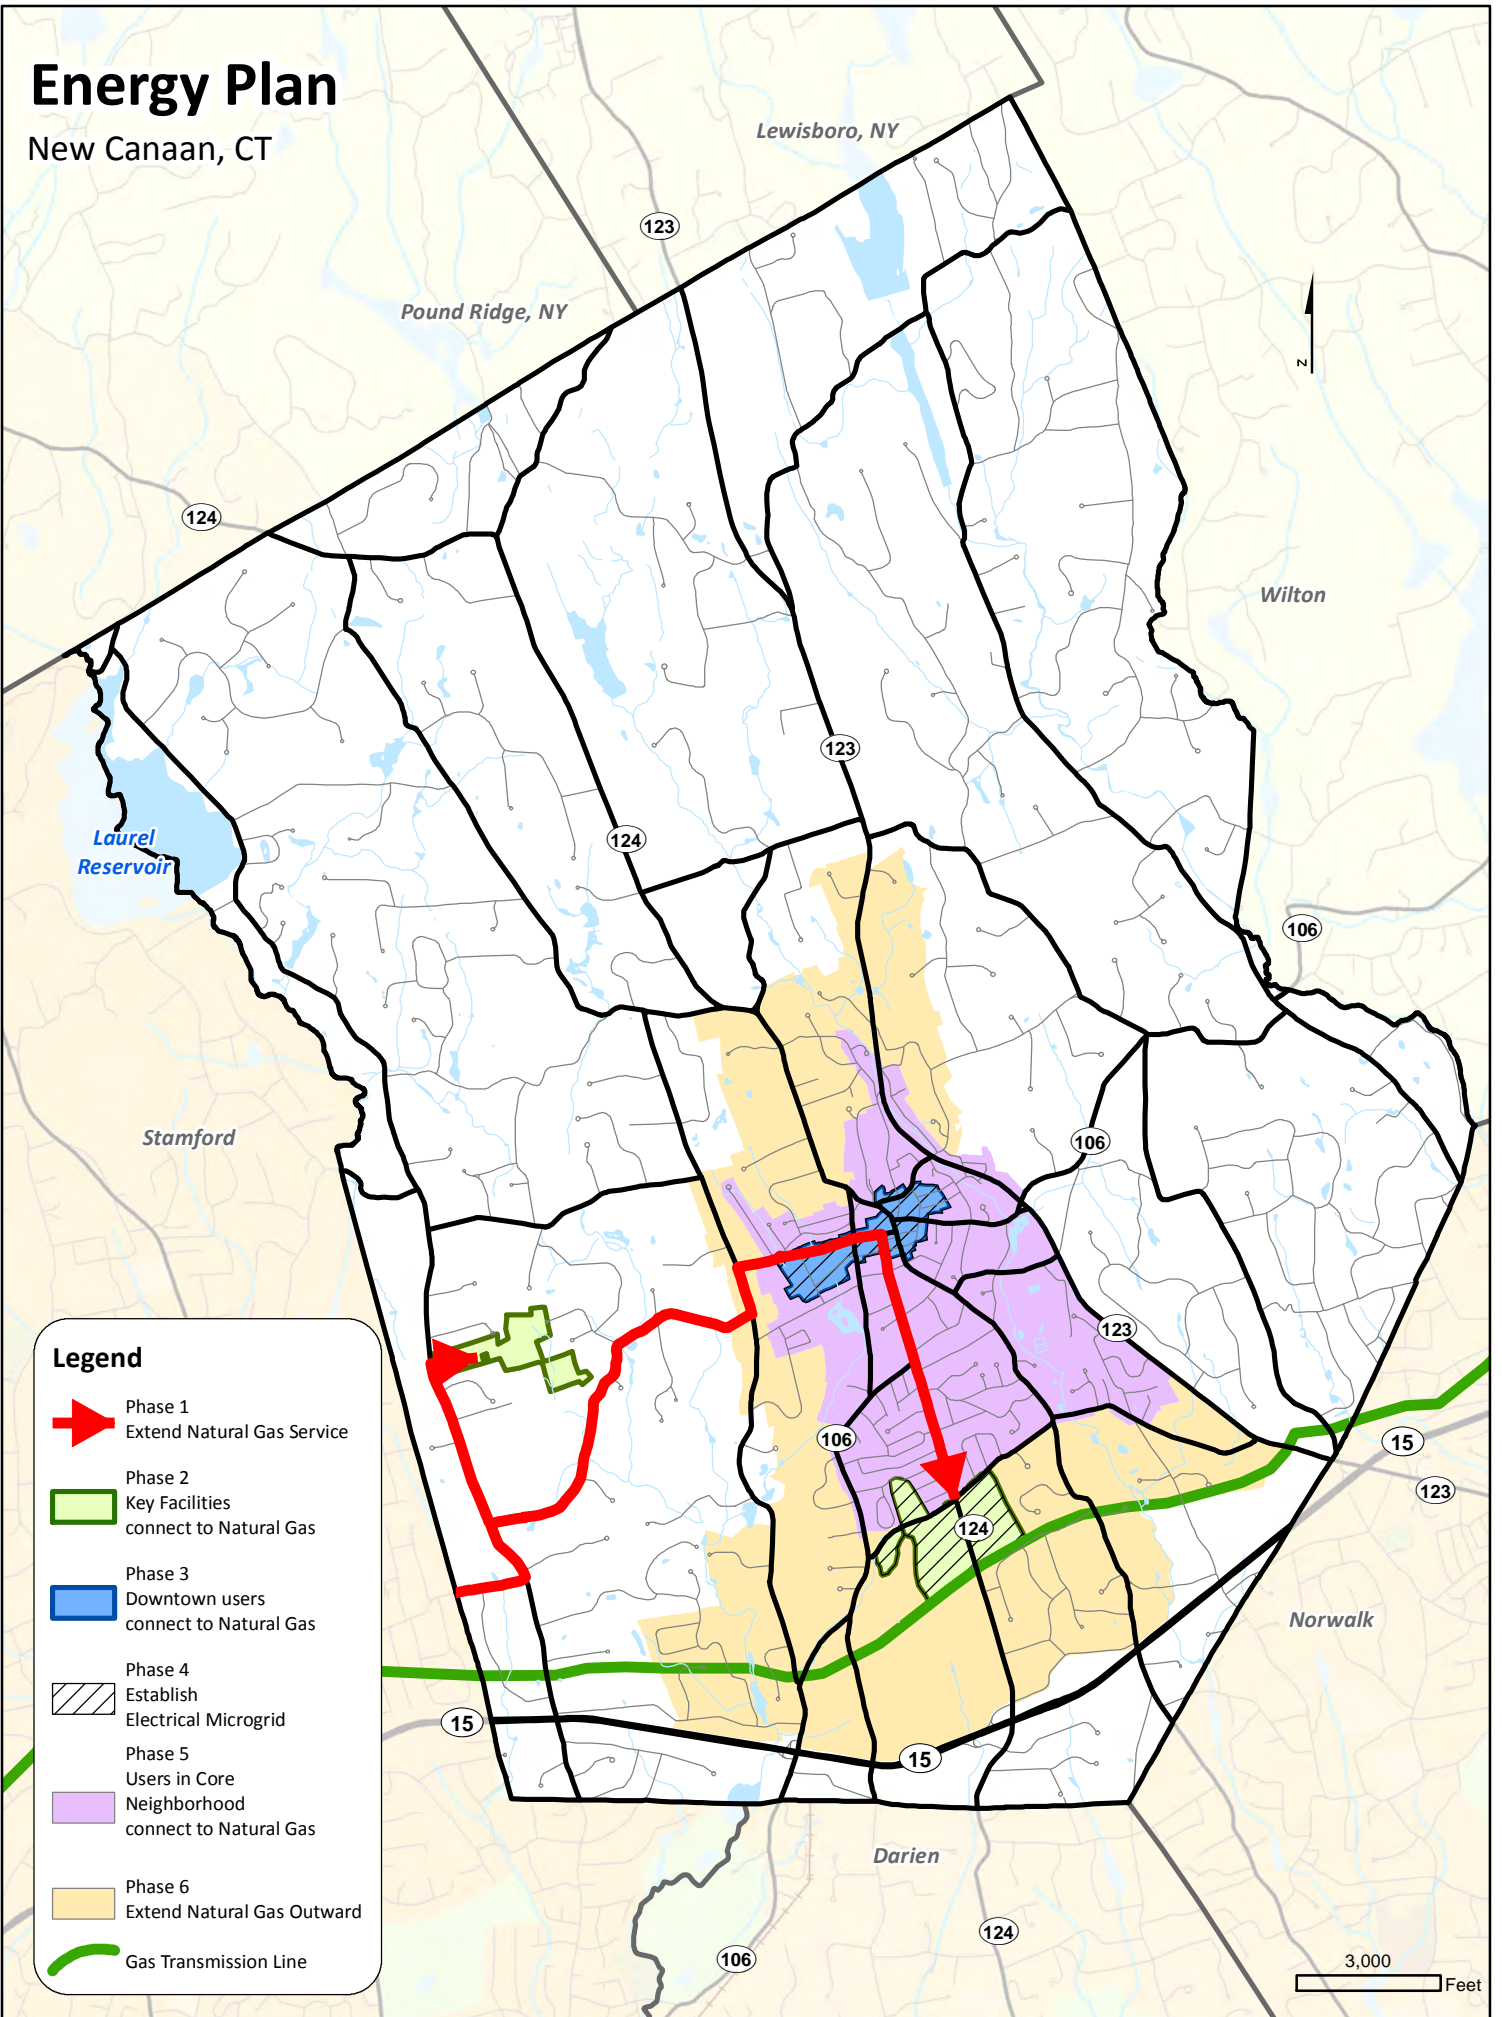 Energy Plan
New Canaan, CT
Lewisboro, NY
123
Pound Ridge, NY
N
124
Wilton
123
124
Laurel
Reservoir
106
Stamford
106
123
106
15
123
124
Norwalk
15
15
Darien
124
106
Legend
Phase 1
Extend Natural Gas Service
Phase 2
Key Facilities
connect to Natural Gas
Phase 3
Downtown users
connect to Natural Gas
Phase 4
Establish
Electrical Microgrid
Phase 5
Users in Core
Neighborhood
connect to Natural Gas
Phase 6
Extend Natural Gas Outward
Gas Transmission Line
3,000
Feet